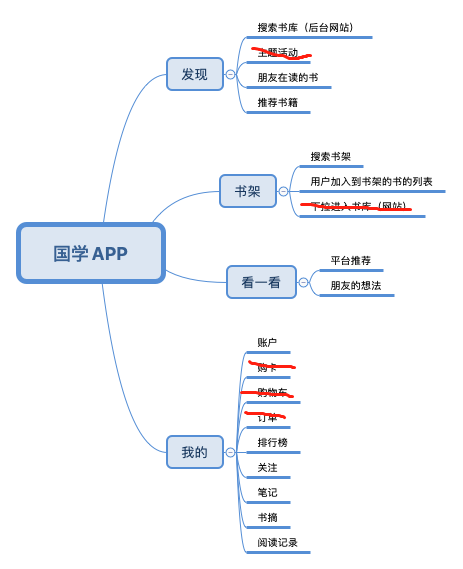 搜索书库（后台网站）
主题活动
发现
朋友在读的书
推荐书籍
搜索书架
书架
用户加入到书架的书的列表
下拉进入书库（网站）
国学 APP
平台推荐
看一看
朋友的想法
账户
购卡
购物车
订单
排行榜
我的
关注
笔记
书摘
阅读记录